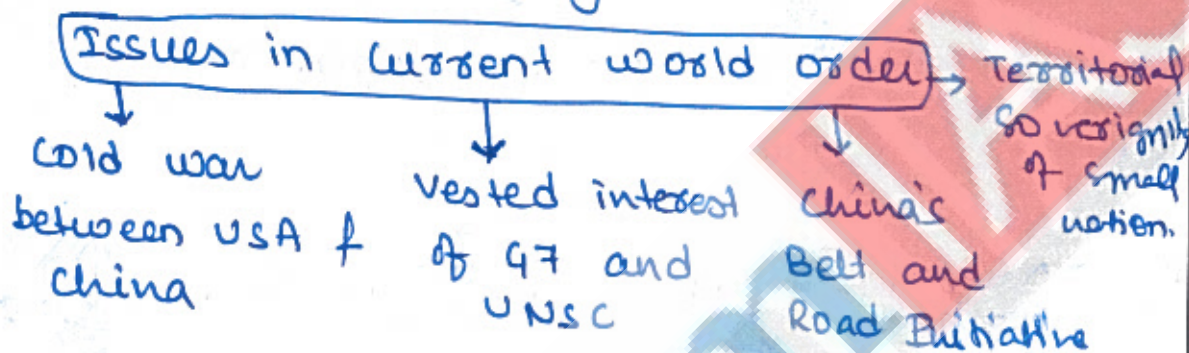 Issues in current world order
Cold war
between USA &
China
Vested interest
of G7 and
UNSC
China's
Belt and
Road Initiative
Territorial
Soverignity
of small
nation.